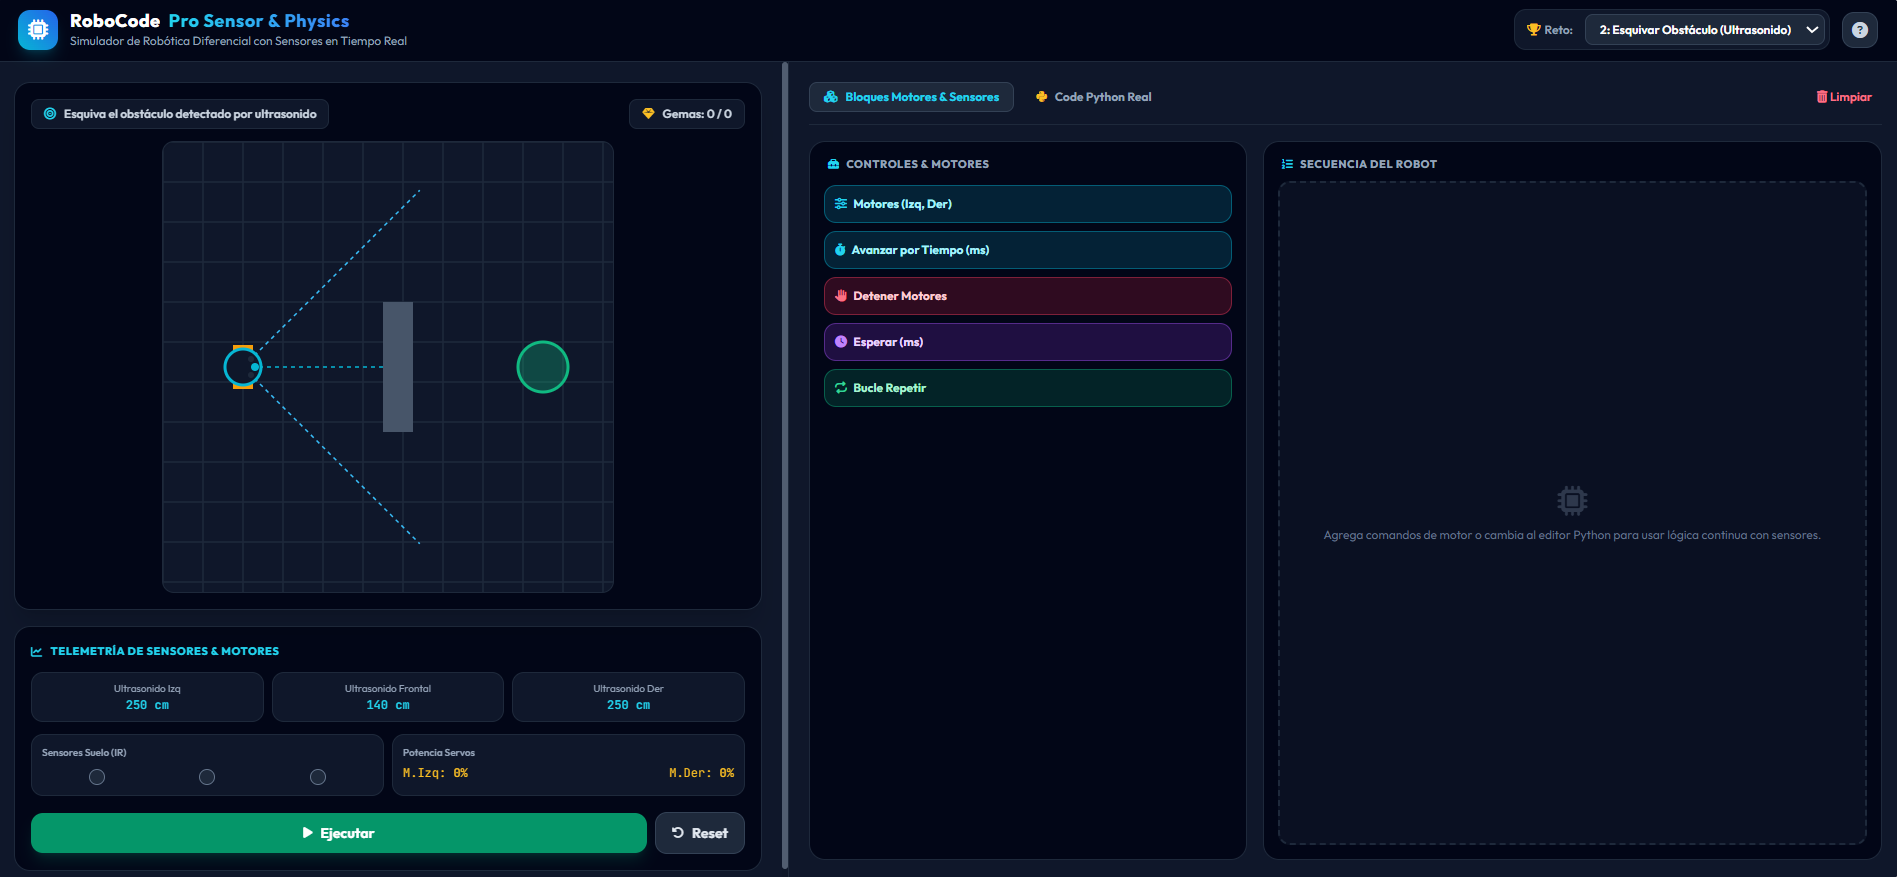 RoboCode Pro Sensor & Physics
Simulador de Robótica Diferencial con Sensores en Tiempo Real
Reto:
2: Esquivar Obstáculo (Ultrasonido)
?
Esquiva el obstáculo detectado por ultrasonido
Gemas: 0 / 0
TELEMETRÍA DE SENSORES & MOTORES
Ultrasonido Izq
250 cm
Ultrasonido Frontal
140 cm
Ultrasonido Der
250 cm
Sensores Suelo (IR)
Potencia Servos
M.Izq: 0%
M.Der: 0%
Ejecutar
Reset
Bloques Motores & Sensores
Code Python Real
Limpiar
CONTROLES & MOTORES
Motores (Izq, Der)
Avanzar por Tiempo (ms)
Detener Motores
Esperar (ms)
Bucle Repetir
SECUENCIA DEL ROBOT
Agrega comandos de motor o cambia al editor Python para usar lógica continua con sensores.